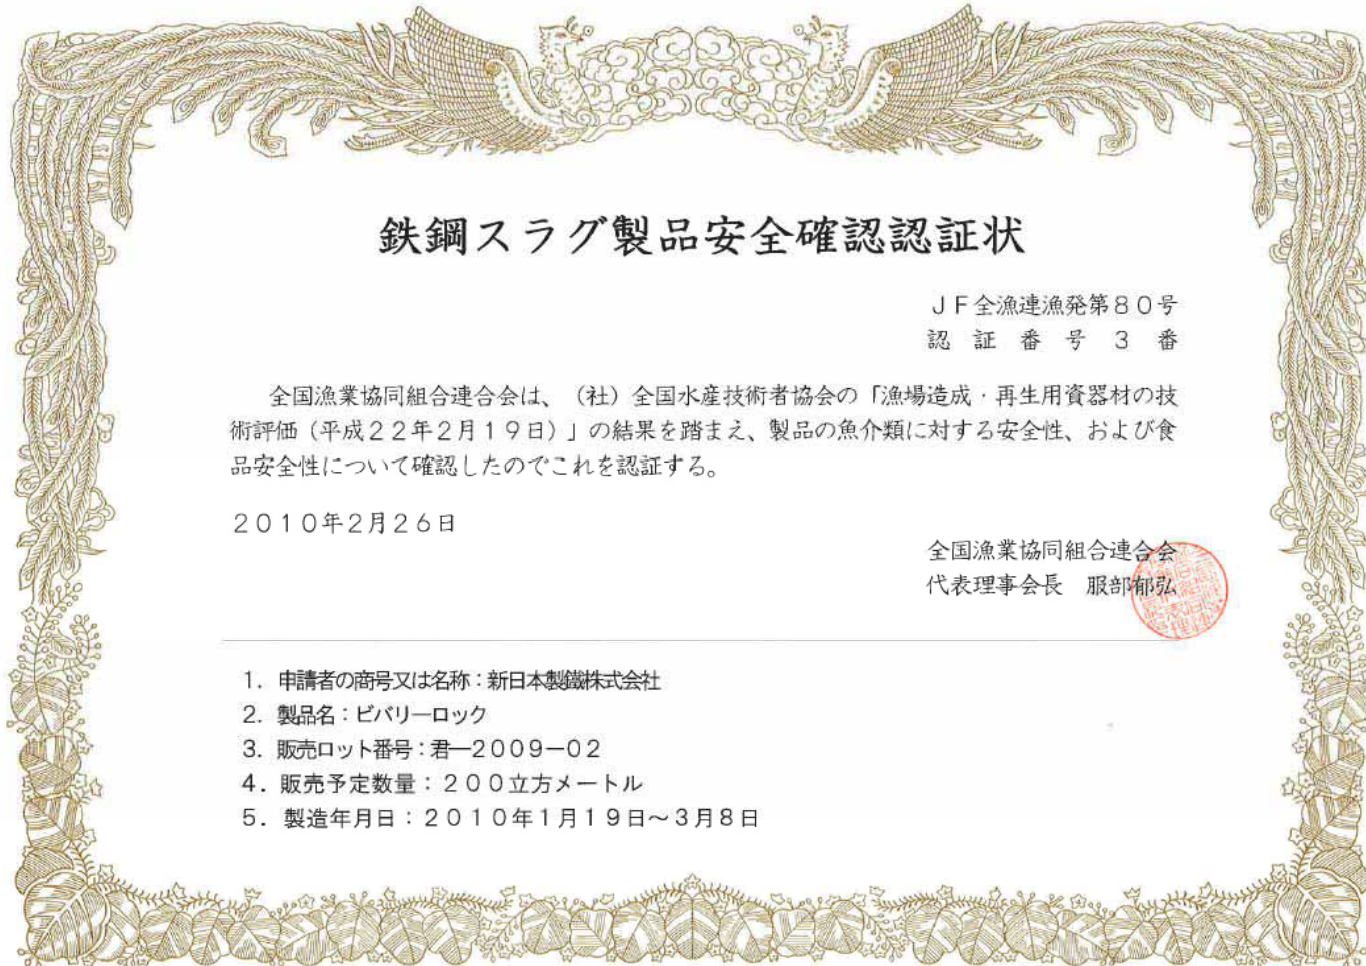 鉄鋼スラグ製品安全確認認証状
ＪＦ全漁連漁発第８０号
認証番号３番
全国漁業協同組合連合会は、（社）全国水産技術者協会の「漁場造成・再生用資器材の技
術評価（平成２２年２月１９日）」の結果を踏まえ、製品の魚介類に対する安全性、および食
品安全性について確認したのでこれを認証する。
２０１０年２月２６日
全国漁業協同組合連合会
代表理事会長　服部郁弘
１．申請者の商号又は名称：新日本製鐵株式会社
２．製品名：ビバリーロック
３．販売ロット番号：君―２００９－０２
４．販売予定数量：２００立方メートル
５．製造年月日：２０１０年１月１９日～３月８日